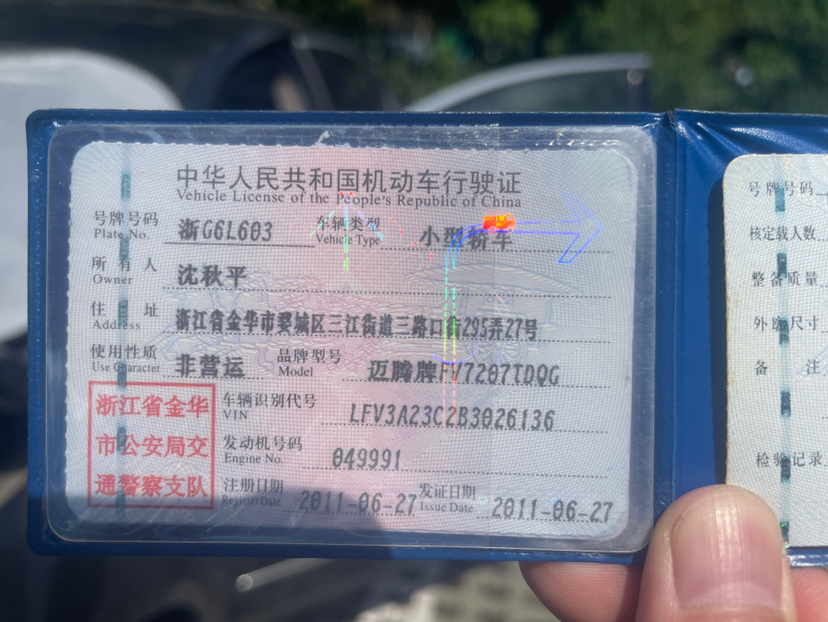 中华人民共和国机动车行驶证
Vehicle License of the People's Republic of China
号牌号码 浙G6L603 车辆类型 小型轿车
Plate No. Vehicle Type
所有人 沈秋平
Owner
住址 浙江省金华市婺城区三江街道三路口街295弄27号
Address
使用性质 非营运 品牌型号 迈腾牌FV7207TDQG
Use Character Model
浙江省金华
市公安局交
通警察支队
车辆识别代号 LFV3A23C2B3026136
VIN
发动机号码 049991
Engine No.
注册日期 2011-06-27 发证日期 2011-06-27
Register Date Issue Date
号牌号码
核定载人数
整备质量
外廓尺寸
备注
检验记录